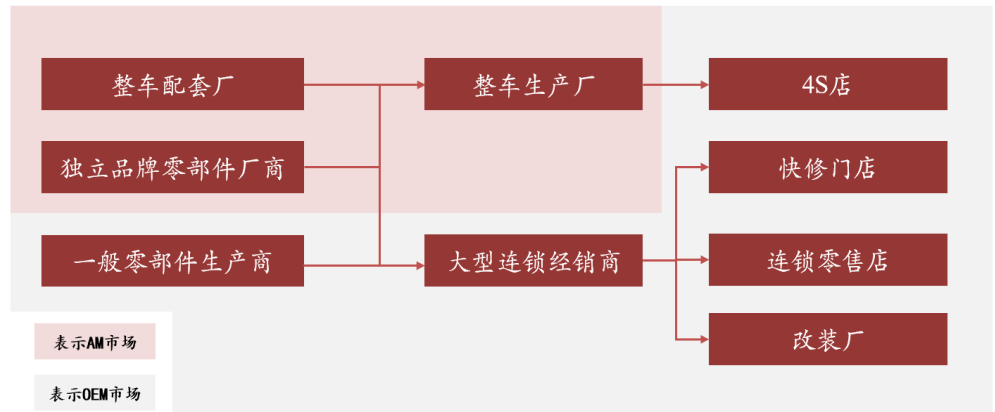 整车配套厂
整车生产厂
4S店
独立品牌零部件厂商
快修门店
一般零部件生产商
大型连锁经销商
连锁零售店
改装厂
表示AM市场
表示OEM市场